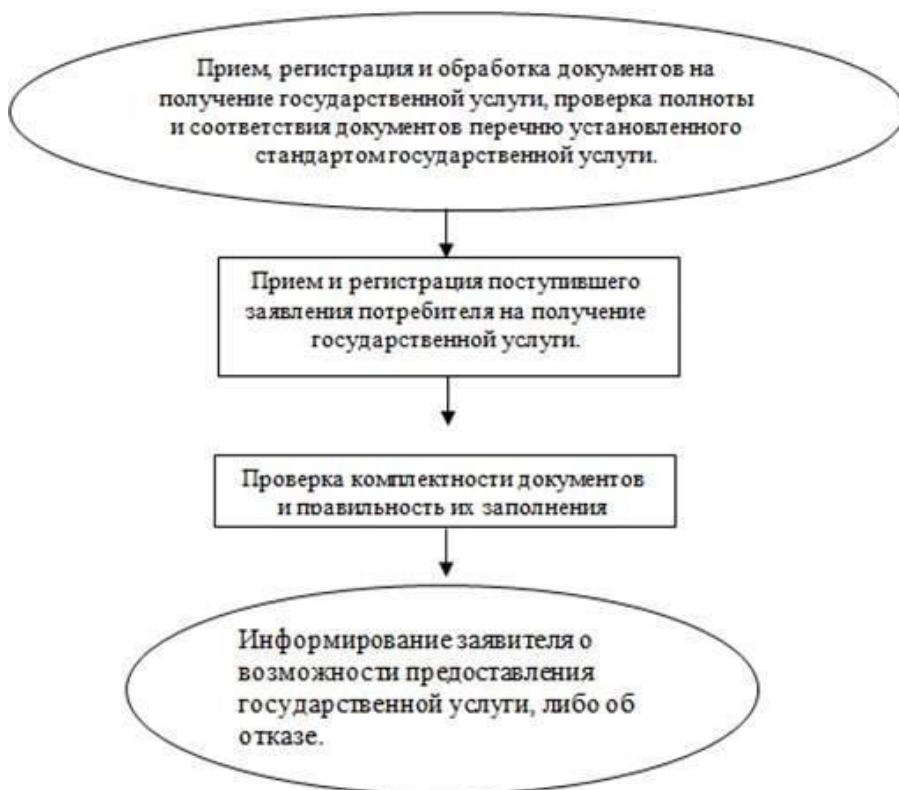 Прием, регистрация и обработка документов на
получение государственной услуги, проверка полноты
и соответствия документов перечню установленного
стандартом государственной услуги.
Прием и регистрация поступившего
заявления потребителя на получение
государственной услуги.
Проверка комплектности документов
и правильность их заполнения
Информирование заявителя о
возможности предоставления
государственной услуги, либо об
отказе.